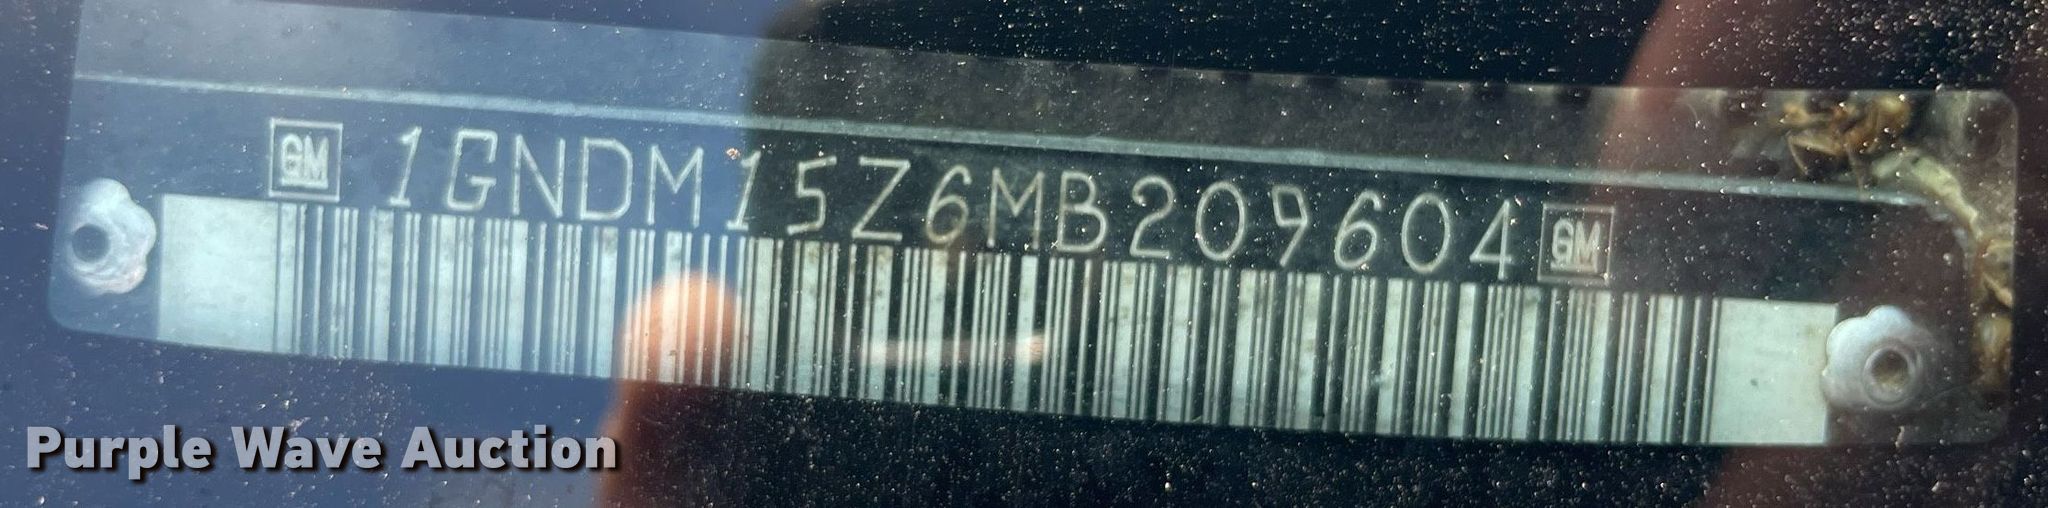 GM 1GNDM15Z6MB209604 GM
Purple Wave Auction